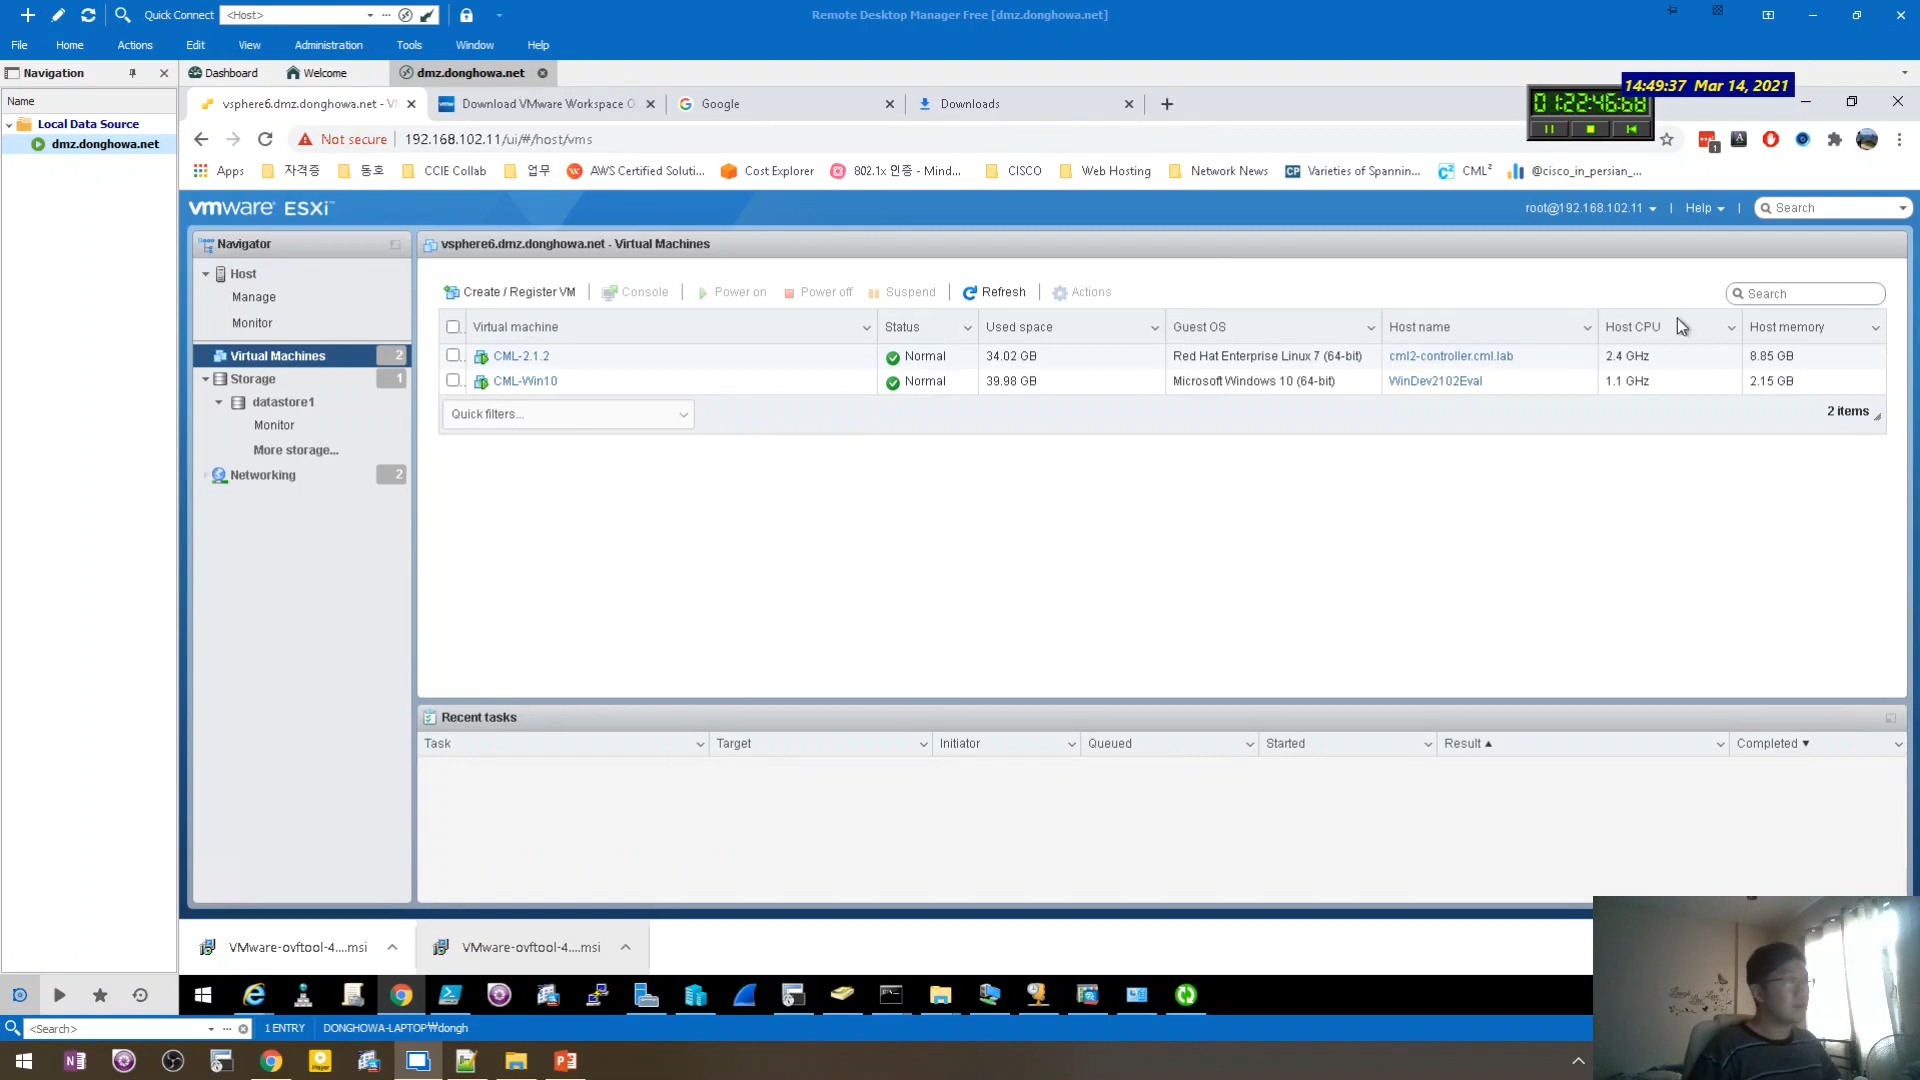 Quick Connect <Host>
Remote Desktop Manager Free [dmz.donghowa.net]
File Home Actions Edit View Administration Tools Window Help
Navigation
Dashboard Welcome dmz.donghowa.net
14:49:37 Mar 14, 2021
Name
Local Data Source
dmz.donghowa.net
vsphere6.dmz.donghowa.net - VM
Download VMware Workspace O
Google
Downloads
Not secure 192.168.102.11/ui/#/host/vms
Apps 자격증 동호 CCIE Collab 업무 AWS Certified Soluti... Cost Explorer 802.1x 인증 - Mind... CISCO Web Hosting Network News Varieties of Spannin... CML² @cisco_in_persian_...
vmware ESXi™
root@192.168.102.11 | Help | Search
Navigator
Host
Manage
Monitor
Virtual Machines 2
Storage 1
datastore1
Monitor
More storage...
Networking 2
vsphere6.dmz.donghowa.net - Virtual Machines
Create / Register VM | Console | Power on Power off Suspend | Refresh | Actions
Search
Virtual machine Status Used space Guest OS Host name Host CPU Host memory
CML-2.1.2 Normal 34.02 GB Red Hat Enterprise Linux 7 (64-bit) cml2-controller.cml.lab 2.4 GHz 8.85 GB
CML-Win10 Normal 39.98 GB Microsoft Windows 10 (64-bit) WinDev2102Eval 1.1 GHz 2.15 GB
Quick filters...
2 items
Recent tasks
Task Target Initiator Queued Started Result ▲ Completed ▼
VMware-ovftool-4....msi
VMware-ovftool-4....msi
<Search>
1 ENTRY DONGHOWA-LAPTOP₩dongh